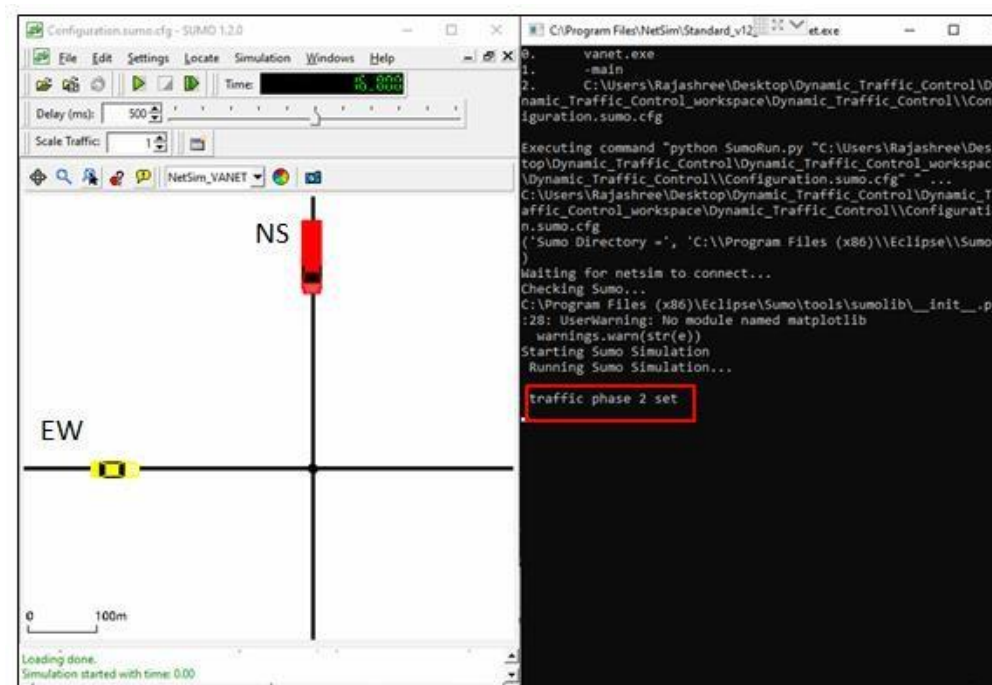 Configuration.sumo.cfg - SUMO 1.2.0
File Edit Settings Locate Simulation Windows Help
Time: 16.000
Delay (ms): 500
Scale Traffic: 1
NetSim_VANET
NS
EW
0 100m
Loading done.
Simulation started with time: 0.00
C:\Program Files\NetSim\Standard_v12_ et.exe
0. vanet.exe
1. -main
2. C:\Users\Rajashree\Desktop\Dynamic_Traffic_Control\D
namic_Traffic_Control_workspace\Dynamic_Traffic_Control\\Con
iguration.sumo.cfg
Executing command "python SumoRun.py "C:\Users\Rajashree\Des
top\Dynamic_Traffic_Control\Dynamic_Traffic_Control_workspac
\Dynamic_Traffic_Control\\Configuration.sumo.cfg" " ...
C:\Users\Rajashree\Desktop\Dynamic_Traffic_Control\Dynamic_T
affic_Control_workspace\Dynamic_Traffic_Control\\Configurati
n.sumo.cfg
('Sumo Directory =', 'C:\\Program Files (x86)\\Eclipse\\Sumo
)
Waiting for netsim to connect...
Checking Sumo...
C:\Program Files (x86)\Eclipse\Sumo\tools\sumolib\__init__.p
:28: UserWarning: No module named matplotlib
warnings.warn(str(e))
Starting Sumo Simulation
Running Sumo Simulation...
traffic phase 2 set